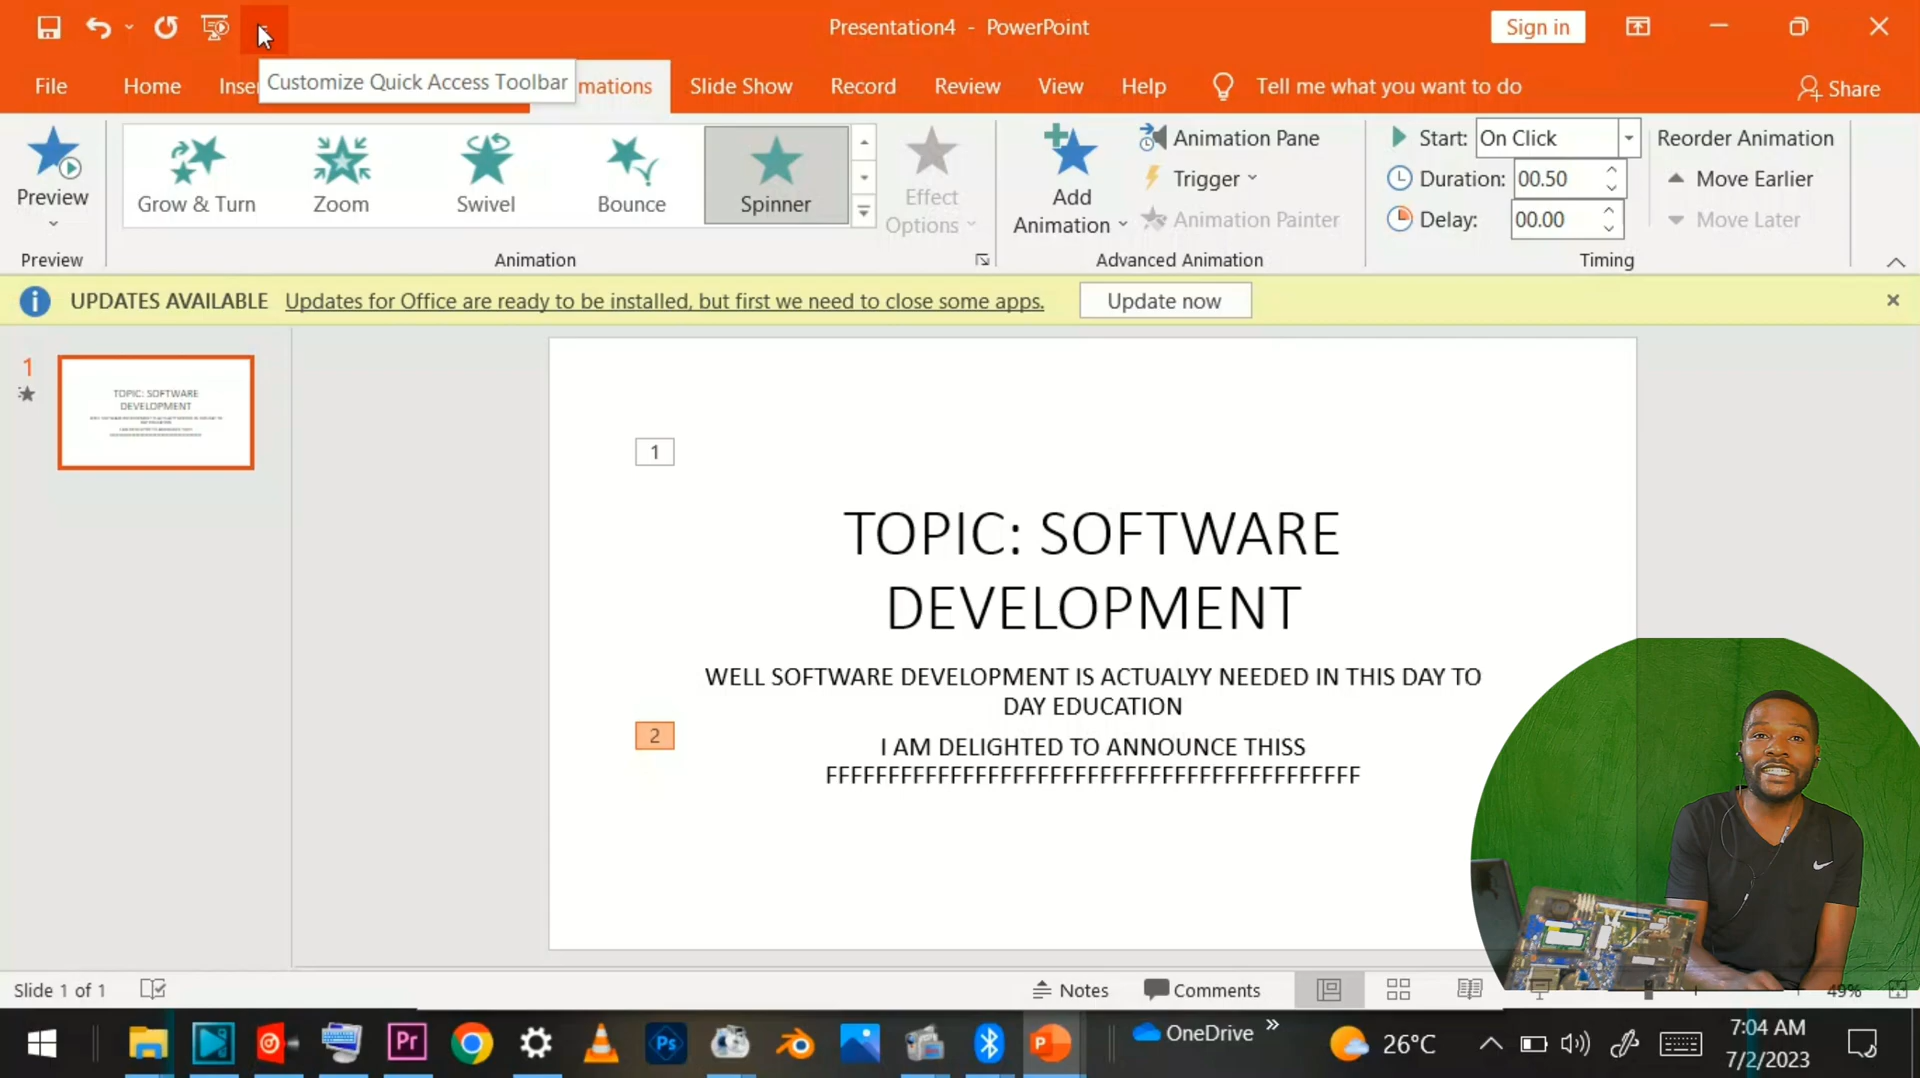 Presentation4 - PowerPoint
Sign in
File
Home
Inse
Customize Quick Access Toolbar
mations
Slide Show
Record
Review
View
Help
Tell me what you want to do
Share
Preview
Grow & Turn
Zoom
Swivel
Bounce
Spinner
Effect
Options
Add
Animation
Animation Pane
Trigger
Animation Painter
Start: On Click
Duration: 00.50
Delay: 00.00
Reorder Animation
Move Earlier
Move Later
Preview
Animation
Advanced Animation
Timing
UPDATES AVAILABLE Updates for Office are ready to be installed, but first we need to close some apps. Update now
1
TOPIC: SOFTWARE
DEVELOPMENT
1
TOPIC: SOFTWARE
DEVELOPMENT
WELL SOFTWARE DEVELOPMENT IS ACTUALYY NEEDED IN THIS DAY TO
DAY EDUCATION
2
I AM DELIGHTED TO ANNOUNCE THISS
FFFFFFFFFFFFFFFFFFFFFFFFFFFFFFFFFFFFFFFFFFF
Slide 1 of 1
Notes
Comments
49%
Pr
Ps
P
OneDrive
26°C
7:04 AM
7/2/2023